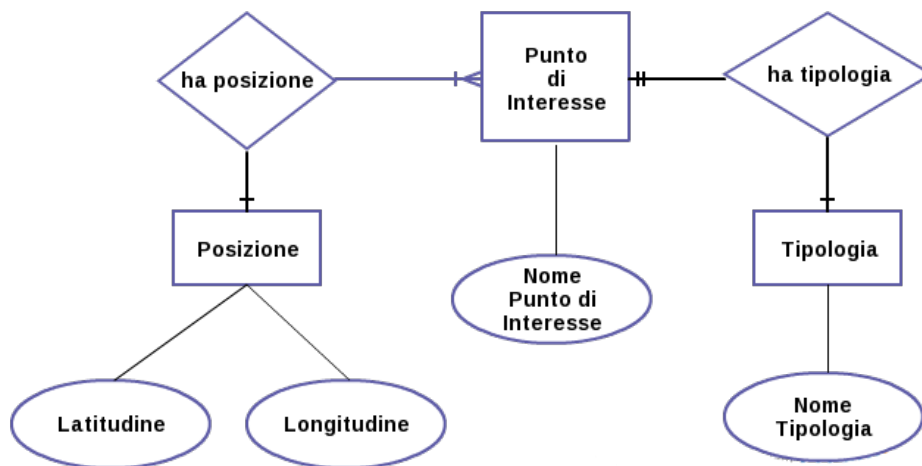 ha posizione
Punto
di
Interesse
ha tipologia
Posizione
Tipologia
Nome
Punto di
Interesse
Latitudine
Longitudine
Nome
Tipologia